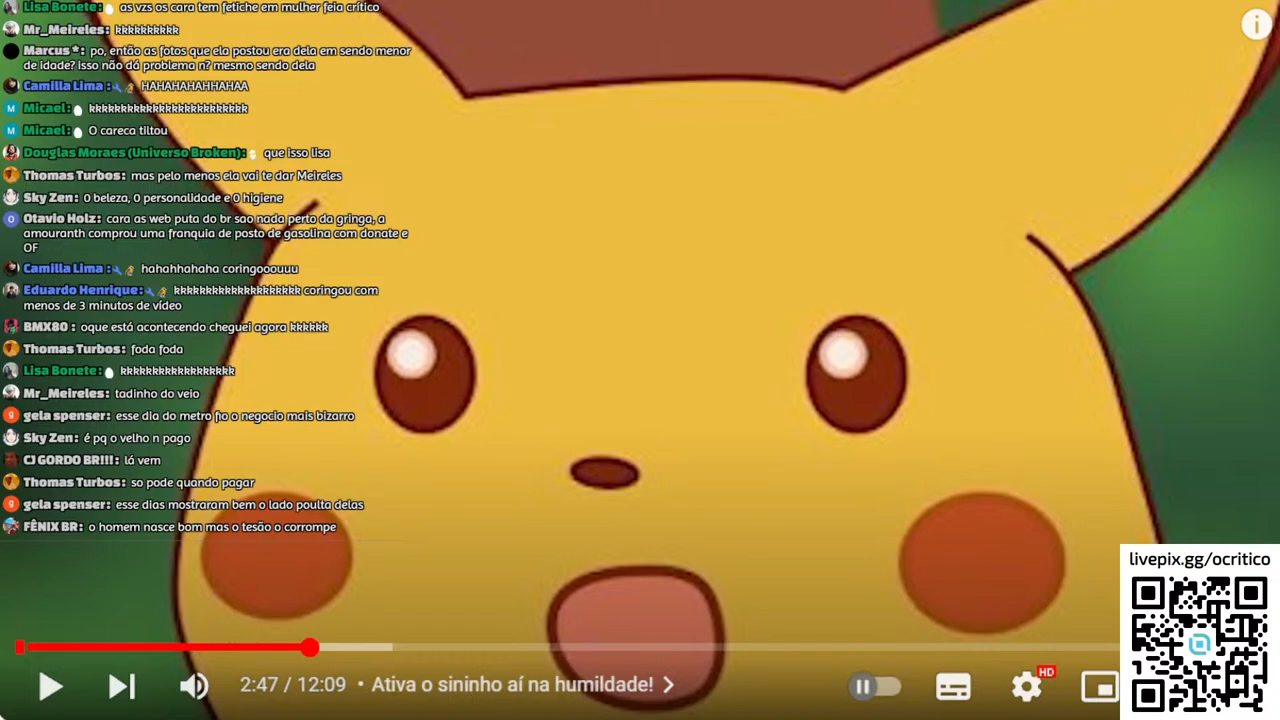 Lisa Bonete: as vzs os cara tem fetiche em mulher feia crítico
Mr_Meireles: kkkkkkkkkk
Marcus *: po, então as fotos que ela postou era dela em sendo menor
de idade? isso não dá problema n? mesmo sendo dela
Camilla Lima : HAHAHAHAHHAHAA
M Micael: kkkkkkkkkkkkkkkkkkkkkkkkkk
M Micael: O careca tiltou
Douglas Moraes (Universo Broken): que isso lisa
Thomas Turbos: mas pelo menos ela vai te dar Meireles
Sky Zen: 0 beleza, 0 personalidade e 0 higiene
O Otavio Holz: cara as web puta do br sao nada perto da gringa, a
amouranth comprou uma franquia de posto de gasolina com donate e
OF
Camilla Lima : hahahhahaha coringooouuu
Eduardo Henrique: kkkkkkkkkkkkkkkkkkkk coringou com
menos de 3 minutos de vídeo
BMX80 : oque está acontecendo cheguei agora kkkkkk
Thomas Turbos: foda foda
Lisa Bonete: kkkkkkkkkkkkkkkkkk
Mr_Meireles: tadinho do veio
g gela spenser: esse dia do metro fio o negocio mais bizarro
Sky Zen: é pq o velho n pago
CJ GORDO BR!!!: lá vem
Thomas Turbos: so pode quando pagar
g gela spenser: esse dias mostraram bem o lado poulta delas
FÊNIX BR: o homem nasce bom mas o tesão o corrompe
livepix.gg/ocritico
2:47 / 12:09 • Ativa o sininho aí na humildade!
HD